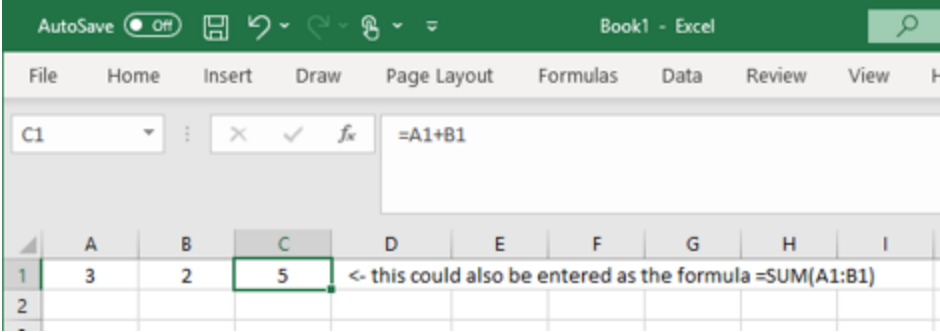 AutoSave Off Book1 - Excel
File Home Insert Draw Page Layout Formulas Data Review View
C1 fx =A1+B1
A B C D E F G H I
1 3 2 5 <- this could also be entered as the formula =SUM(A1:B1)
2